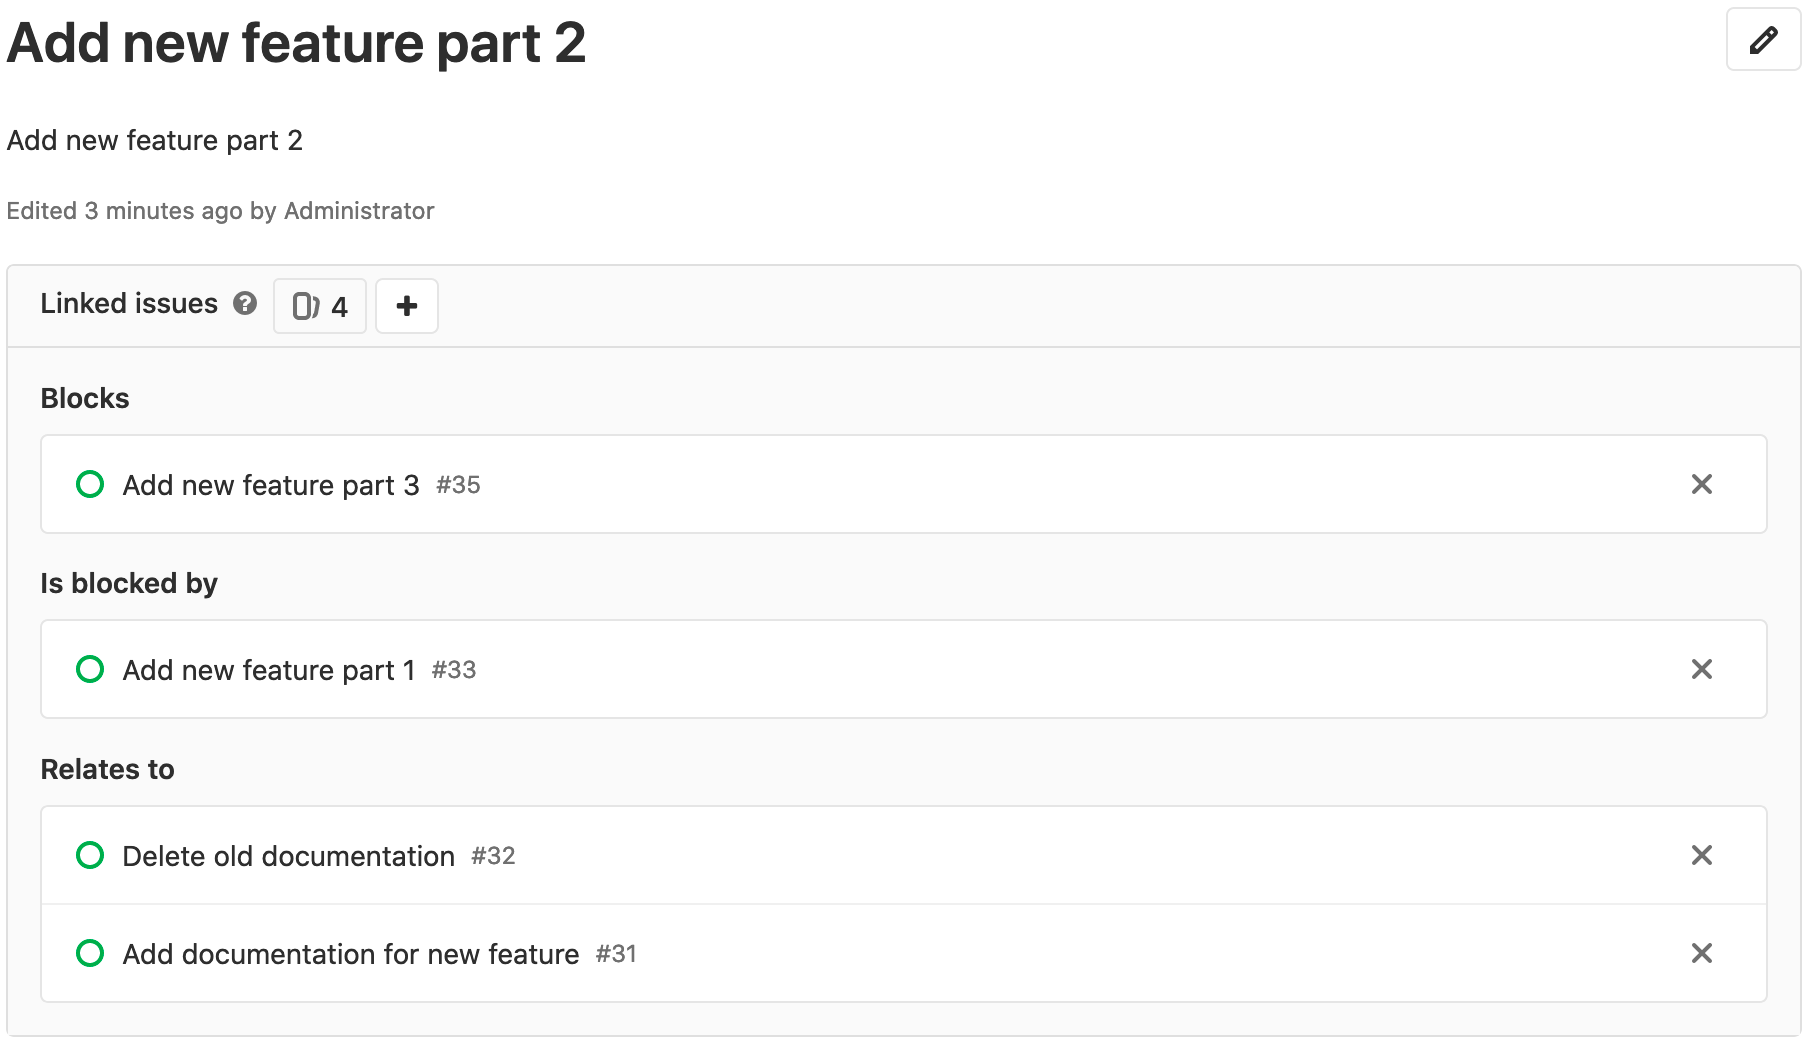 Add new feature part 2
Add new feature part 2
Edited 3 minutes ago by Administrator
Linked issues ? 4 +
Blocks
Add new feature part 3 #35
Is blocked by
Add new feature part 1 #33
Relates to
Delete old documentation #32
Add documentation for new feature #31